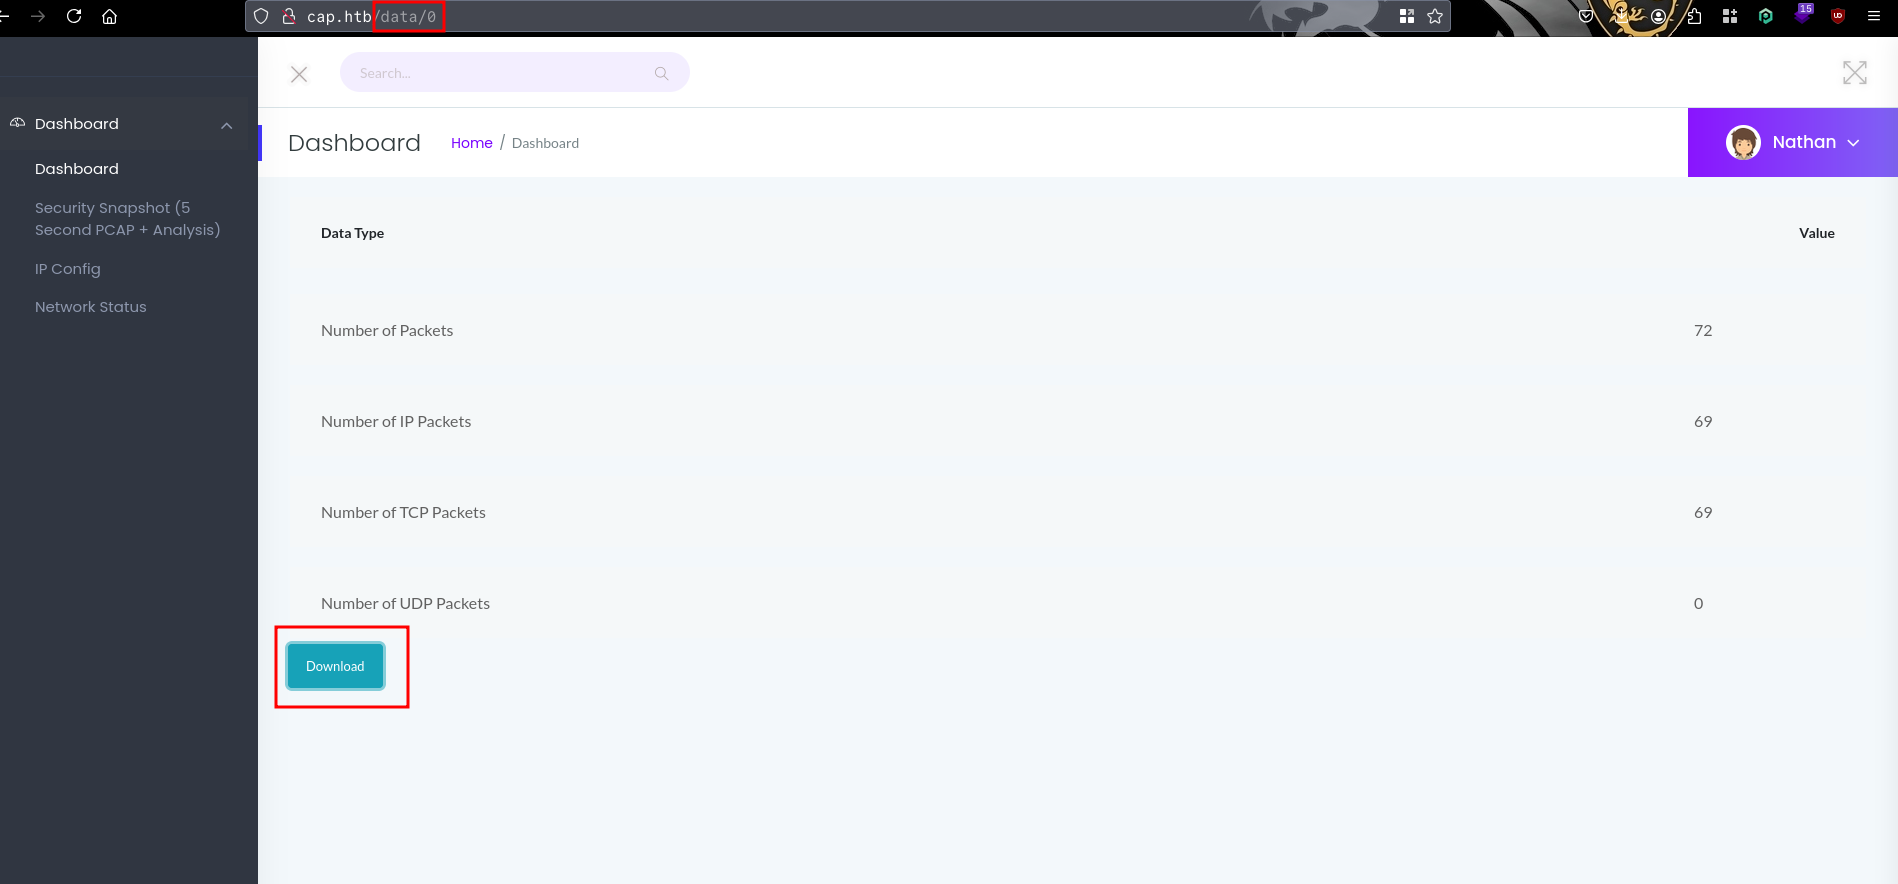 cap.htb/data/0
15
Search...
Dashboard
Home / Dashboard
Nathan
Dashboard
Dashboard
Security Snapshot (5
Second PCAP + Analysis)
IP Config
Network Status
Data Type Value
Number of Packets 72
Number of IP Packets 69
Number of TCP Packets 69
Number of UDP Packets 0
Download